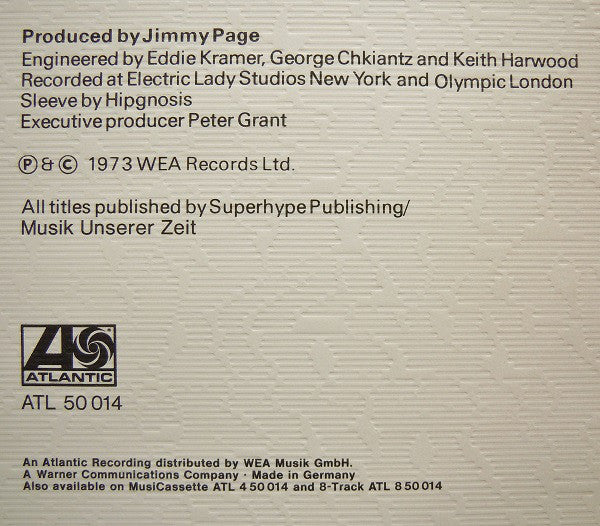 Produced by Jimmy Page
Engineered by Eddie Kramer, George Chkiantz and Keith Harwood
Recorded at Electric Lady Studios New York and Olympic London
Sleeve by Hipgnosis
Executive producer Peter Grant
Ⓟ & © 1973 WEA Records Ltd.
All titles published by Superhype Publishing/
Musik Unserer Zeit
ATLANTIC
ATL 50 014
An Atlantic Recording distributed by WEA Musik GmbH.
A Warner Communications Company · Made in Germany
Also available on MusiCassette ATL 4 50 014 and 8-Track ATL 8 50 014